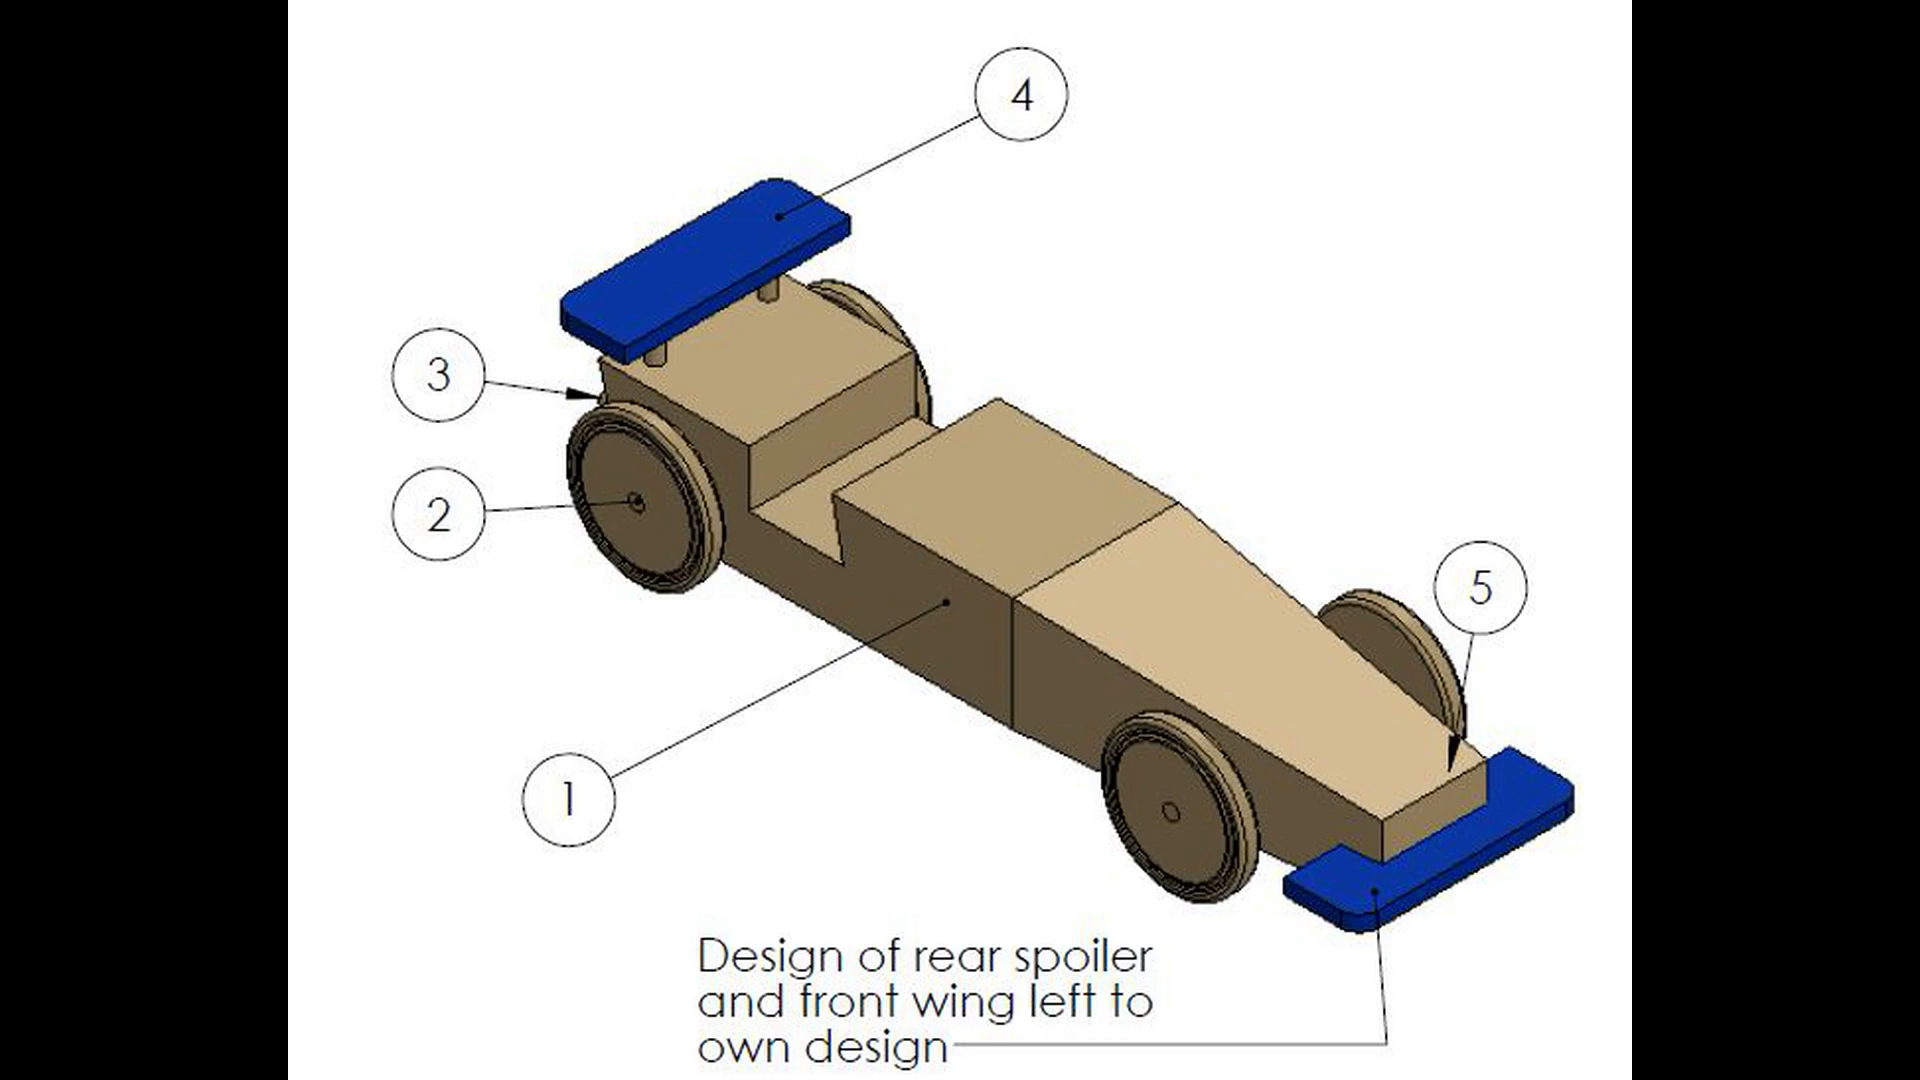 4
3
2
5
1
Design of rear spoiler
and front wing left to
own design